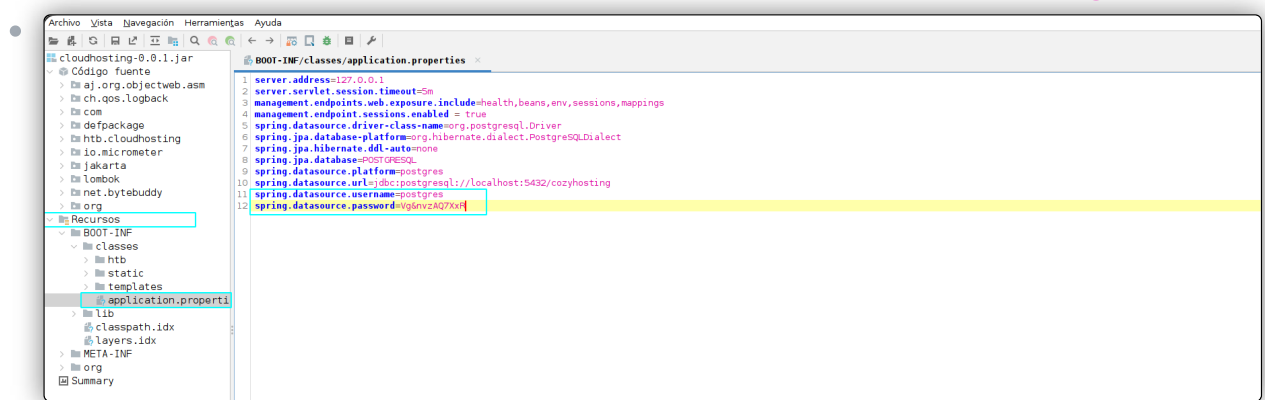 Archivo Vista Navegación Herramientas Ayuda
cloudhosting-0.0.1.jar
Código fuente
aj.org.objectweb.asm
ch.qos.logback
com
defpackage
htb.cloudhosting
io.micrometer
jakarta
lombok
net.bytebuddy
org
Recursos
BOOT-INF
classes
htb
static
templates
application.properti
lib
classpath.idx
layers.idx
META-INF
org
Summary
BOOT-INF/classes/application.properties ×
1 server.address=127.0.0.1
2 server.servlet.session.timeout=5m
3 management.endpoints.web.exposure.include=health,beans,env,sessions,mappings
4 management.endpoint.sessions.enabled = true
5 spring.datasource.driver-class-name=org.postgresql.Driver
6 spring.jpa.database-platform=org.hibernate.dialect.PostgreSQLDialect
7 spring.jpa.hibernate.ddl-auto=none
8 spring.jpa.database=POSTGRESQL
9 spring.datasource.platform=postgres
10 spring.datasource.url=jdbc:postgresql://localhost:5432/cozyhosting
11 spring.datasource.username=postgres
12 spring.datasource.password=Vg&nvzAQ7XxR